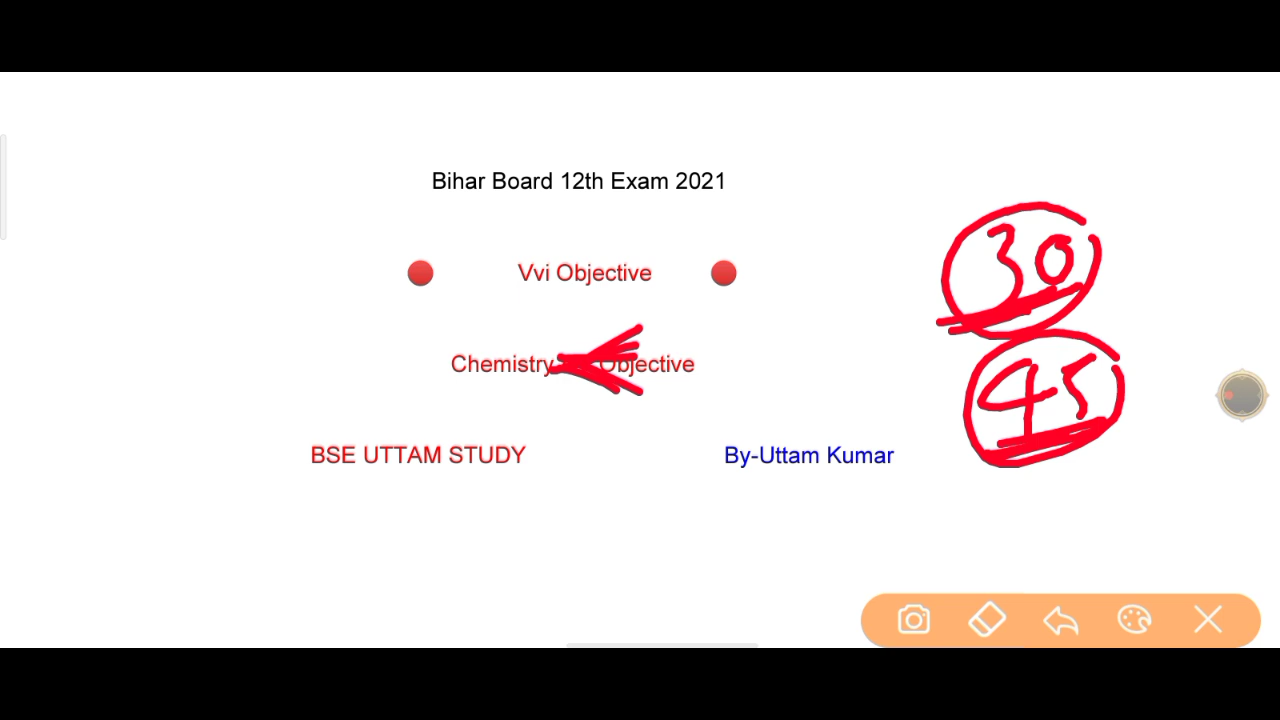 Bihar Board 12th Exam 2021
Vvi Objective
30
Chemistry Objective
45
BSE UTTAM STUDY By-Uttam Kumar